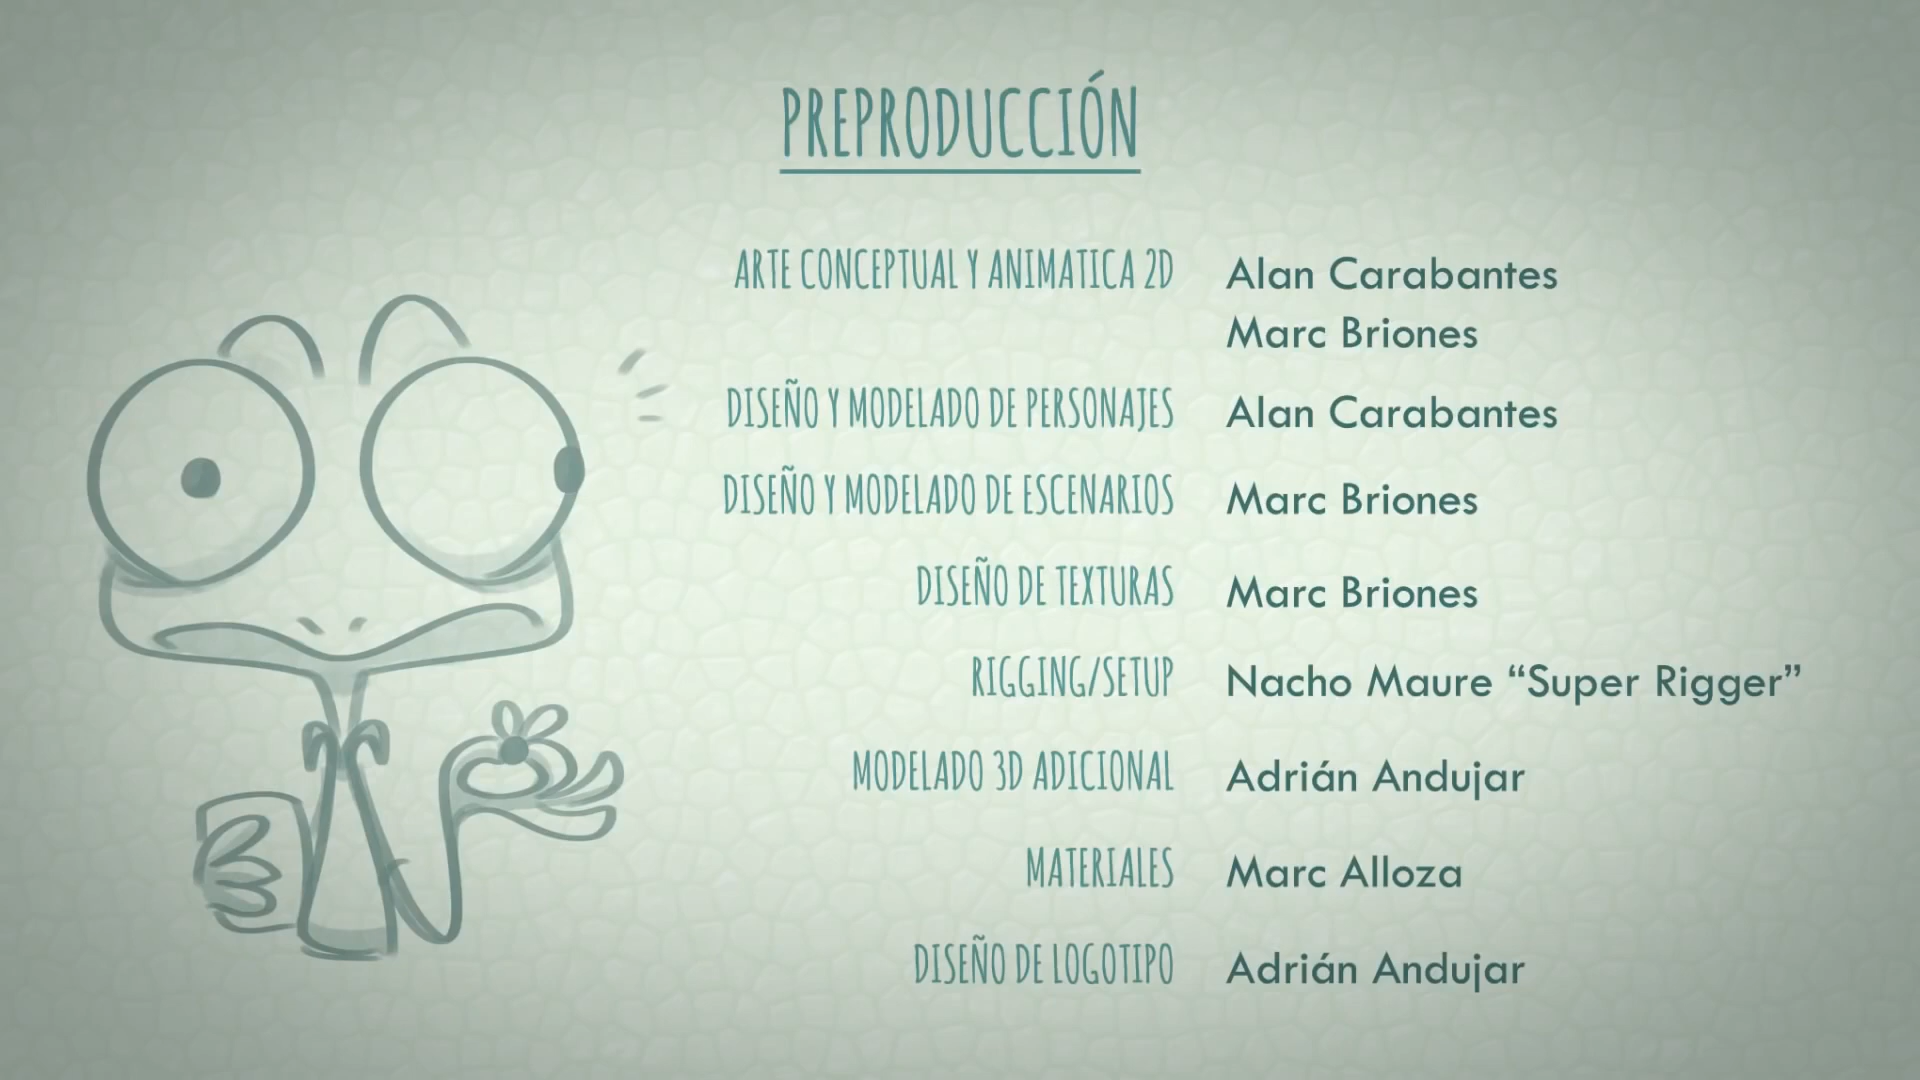 PREPRODUCCIÓN
ARTE CONCEPTUAL Y ANIMATICA 2D Alan Carabantes
Marc Briones
DISEÑO Y MODELADO DE PERSONAJES Alan Carabantes
DISEÑO Y MODELADO DE ESCENARIOS Marc Briones
DISEÑO DE TEXTURAS Marc Briones
RIGGING/SETUP Nacho Maure “Super Rigger”
MODELADO 3D ADICIONAL Adrián Andujar
MATERIALES Marc Alloza
DISEÑO DE LOGOTIPO Adrián Andujar